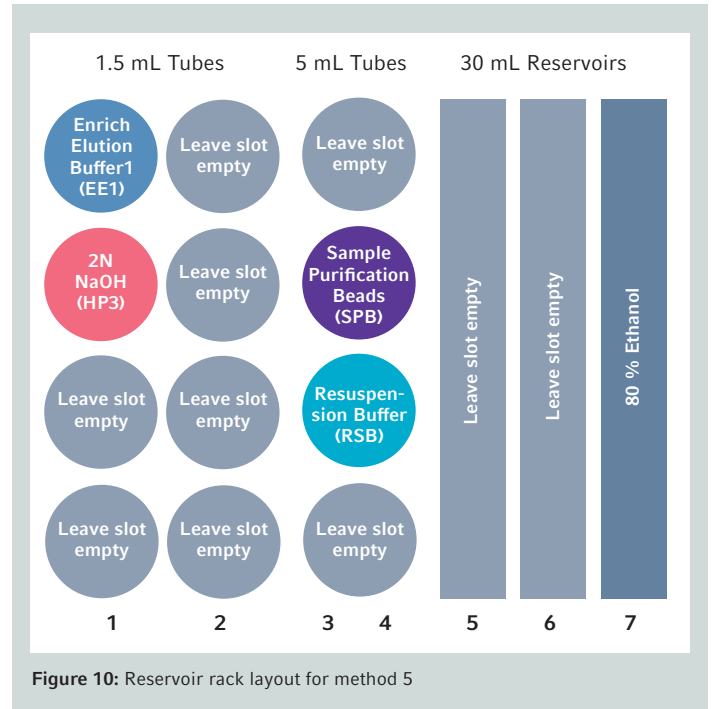 1.5 mL Tubes
5 mL Tubes
30 mL Reservoirs
Enrich
Elution
Buffer1
(EE1)
Leave slot
empty
Leave slot
empty
2N
NaOH
(HP3)
Leave slot
empty
Sample
Purification
Beads
(SPB)
Leave slot
empty
Leave slot
empty
Resuspen-
sion Buffer
(RSB)
Leave slot
empty
Leave slot
empty
Leave slot
empty
Leave slot empty
Leave slot empty
80 % Ethanol
1
2
3
4
5
6
7
Figure 10: Reservoir rack layout for method 5